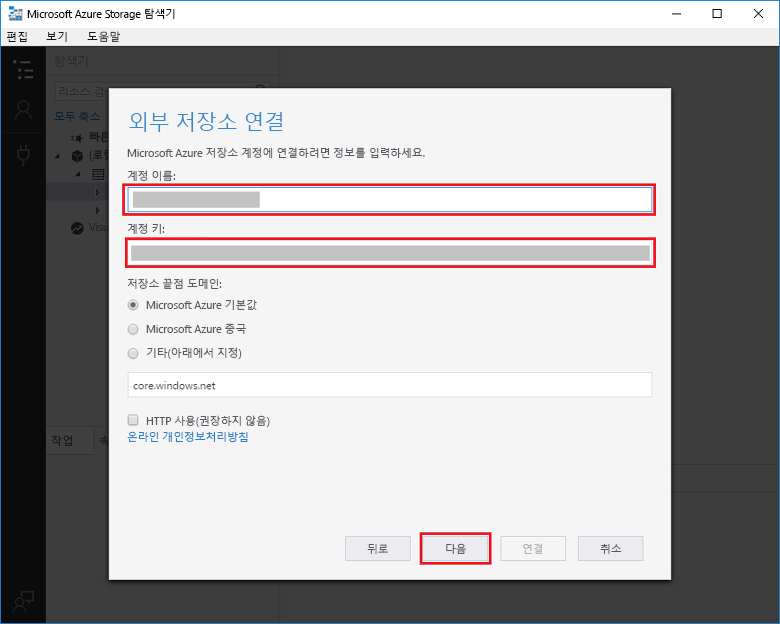 Microsoft Azure Storage 탐색기
편집 보기 도움말
탐색기
리소스 검
모두 축소
빠른
(로컬
Visu
외부 저장소 연결
Microsoft Azure 저장소 계정에 연결하려면 정보를 입력하세요.
계정 이름:
계정 키:
저장소 끝점 도메인:
Microsoft Azure 기본값
Microsoft Azure 중국
기타(아래에서 지정)
core.windows.net
HTTP 사용(권장하지 않음)
온라인 개인정보처리방침
작업 속
뒤로 다음 연결 취소